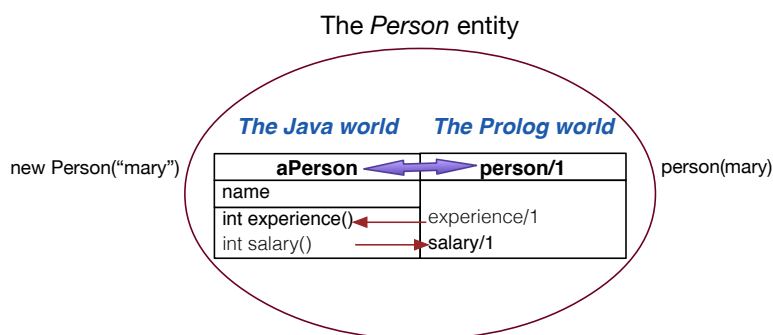 The Person entity
The Java world The Prolog world
new Person(“mary”) aPerson person/1 person(mary)
name
int experience() experience/1
int salary() salary/1